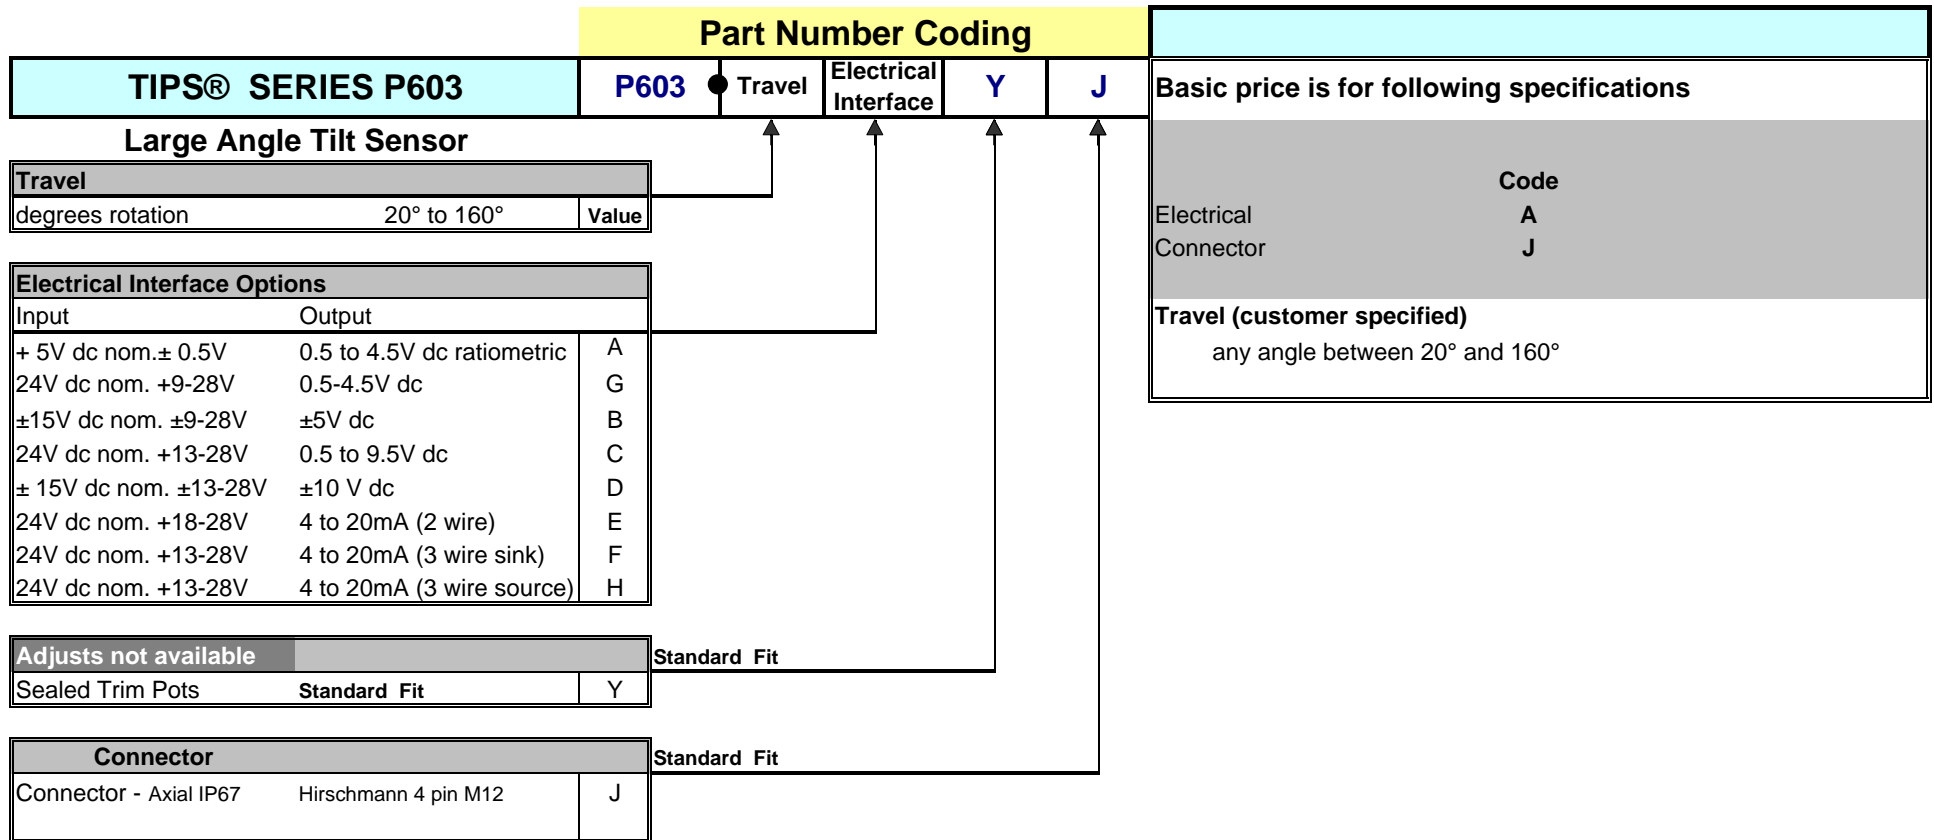 Part Number Coding
TIPS® SERIES P603 P603 Travel Electrical Interface Y J Basic price is for following specifications
Large Angle Tilt Sensor
Travel Code
degrees rotation 20° to 160° Value Electrical A
Connector J
Electrical Interface Options
Input Output Travel (customer specified)
+ 5V dc nom.± 0.5V 0.5 to 4.5V dc ratiometric A any angle between 20° and 160°
24V dc nom. +9-28V 0.5-4.5V dc G
±15V dc nom. ±9-28V ±5V dc B
24V dc nom. +13-28V 0.5 to 9.5V dc C
± 15V dc nom. ±13-28V ±10 V dc D
24V dc nom. +18-28V 4 to 20mA (2 wire) E
24V dc nom. +13-28V 4 to 20mA (3 wire sink) F
24V dc nom. +13-28V 4 to 20mA (3 wire source) H
Adjusts not available Standard Fit
Sealed Trim Pots Standard Fit Y
Connector Standard Fit
Connector - Axial IP67 Hirschmann 4 pin M12 J